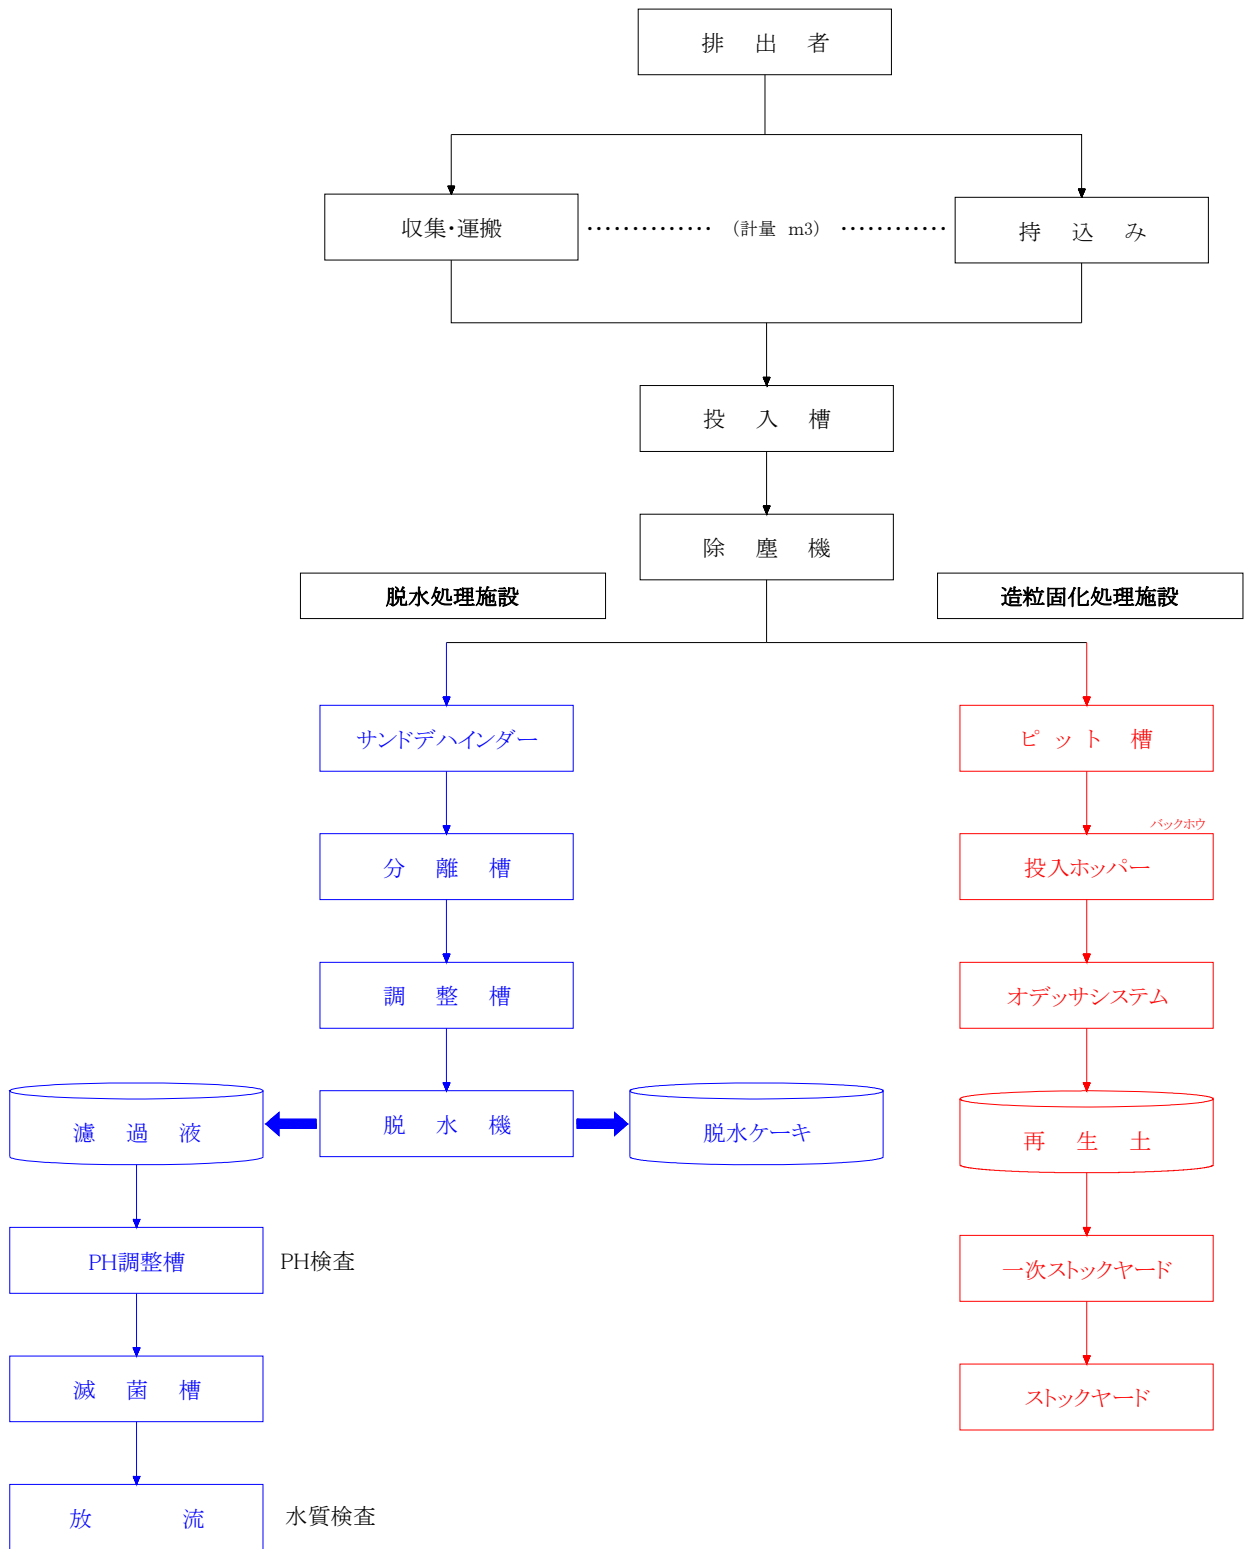 排出者
収集・運搬
(計量 m3)
持込み
投入槽
除塵機
脱水処理施設
造粒固化処理施設
サンドデハインダー
ピット槽
バックホウ
分離槽
投入ホッパー
調整槽
オデッサシステム
濾過液
脱水機
脱水ケーキ
再生土
PH調整槽
PH検査
一次ストックヤード
滅菌槽
ストックヤード
放流
水質検査